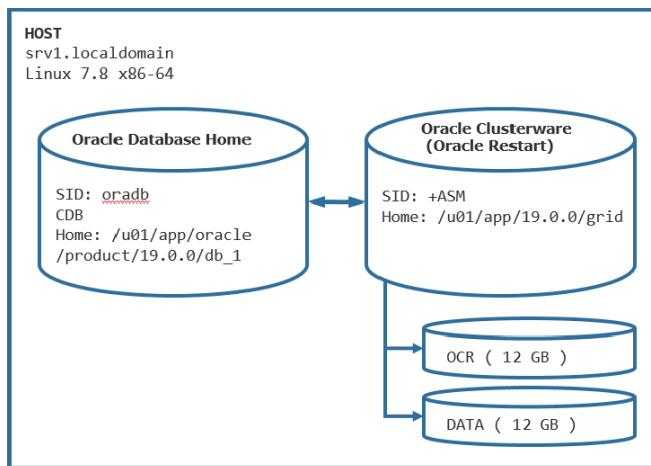 HOST
srv1.localdomain
Linux 7.8 x86-64
Oracle Database Home
SID: oradb
CDB
Home: /u01/app/oracle
/product/19.0.0/db_1
Oracle Clusterware
(Oracle Restart)
SID: +ASM
Home: /u01/app/19.0.0/grid
OCR ( 12 GB )
DATA ( 12 GB )